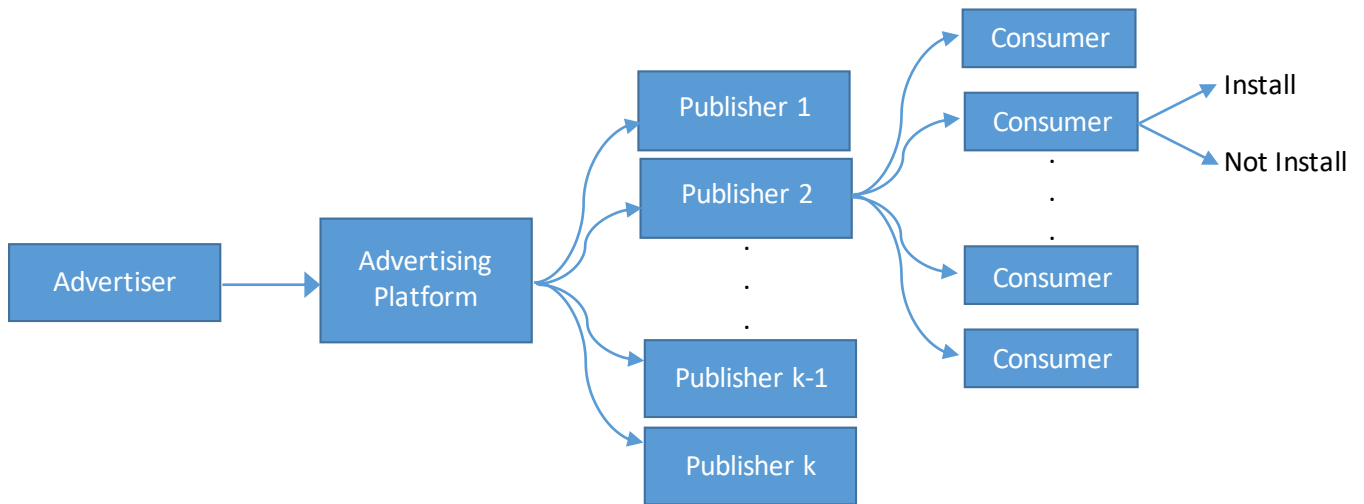 Advertiser
Advertising
Platform
Publisher 1
Publisher 2
.
.
.
Publisher k-1
Publisher k
Consumer
Consumer
.
.
.
Consumer
Consumer
Install
Not Install